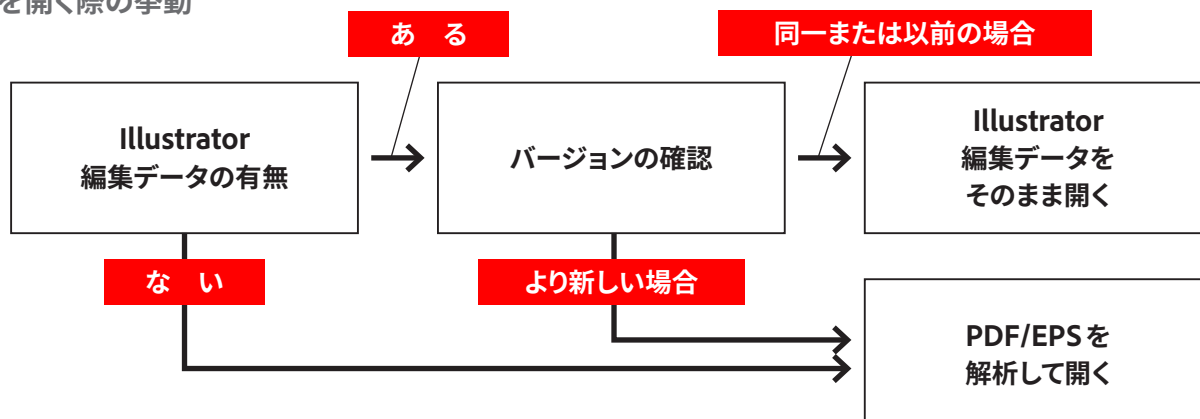 を開く際の挙動
ある
同一または以前の場合
Illustrator
編集データの有無
バージョンの確認
Illustrator
編集データを
そのまま開く
ない
より新しい場合
PDF/EPSを
解析して開く